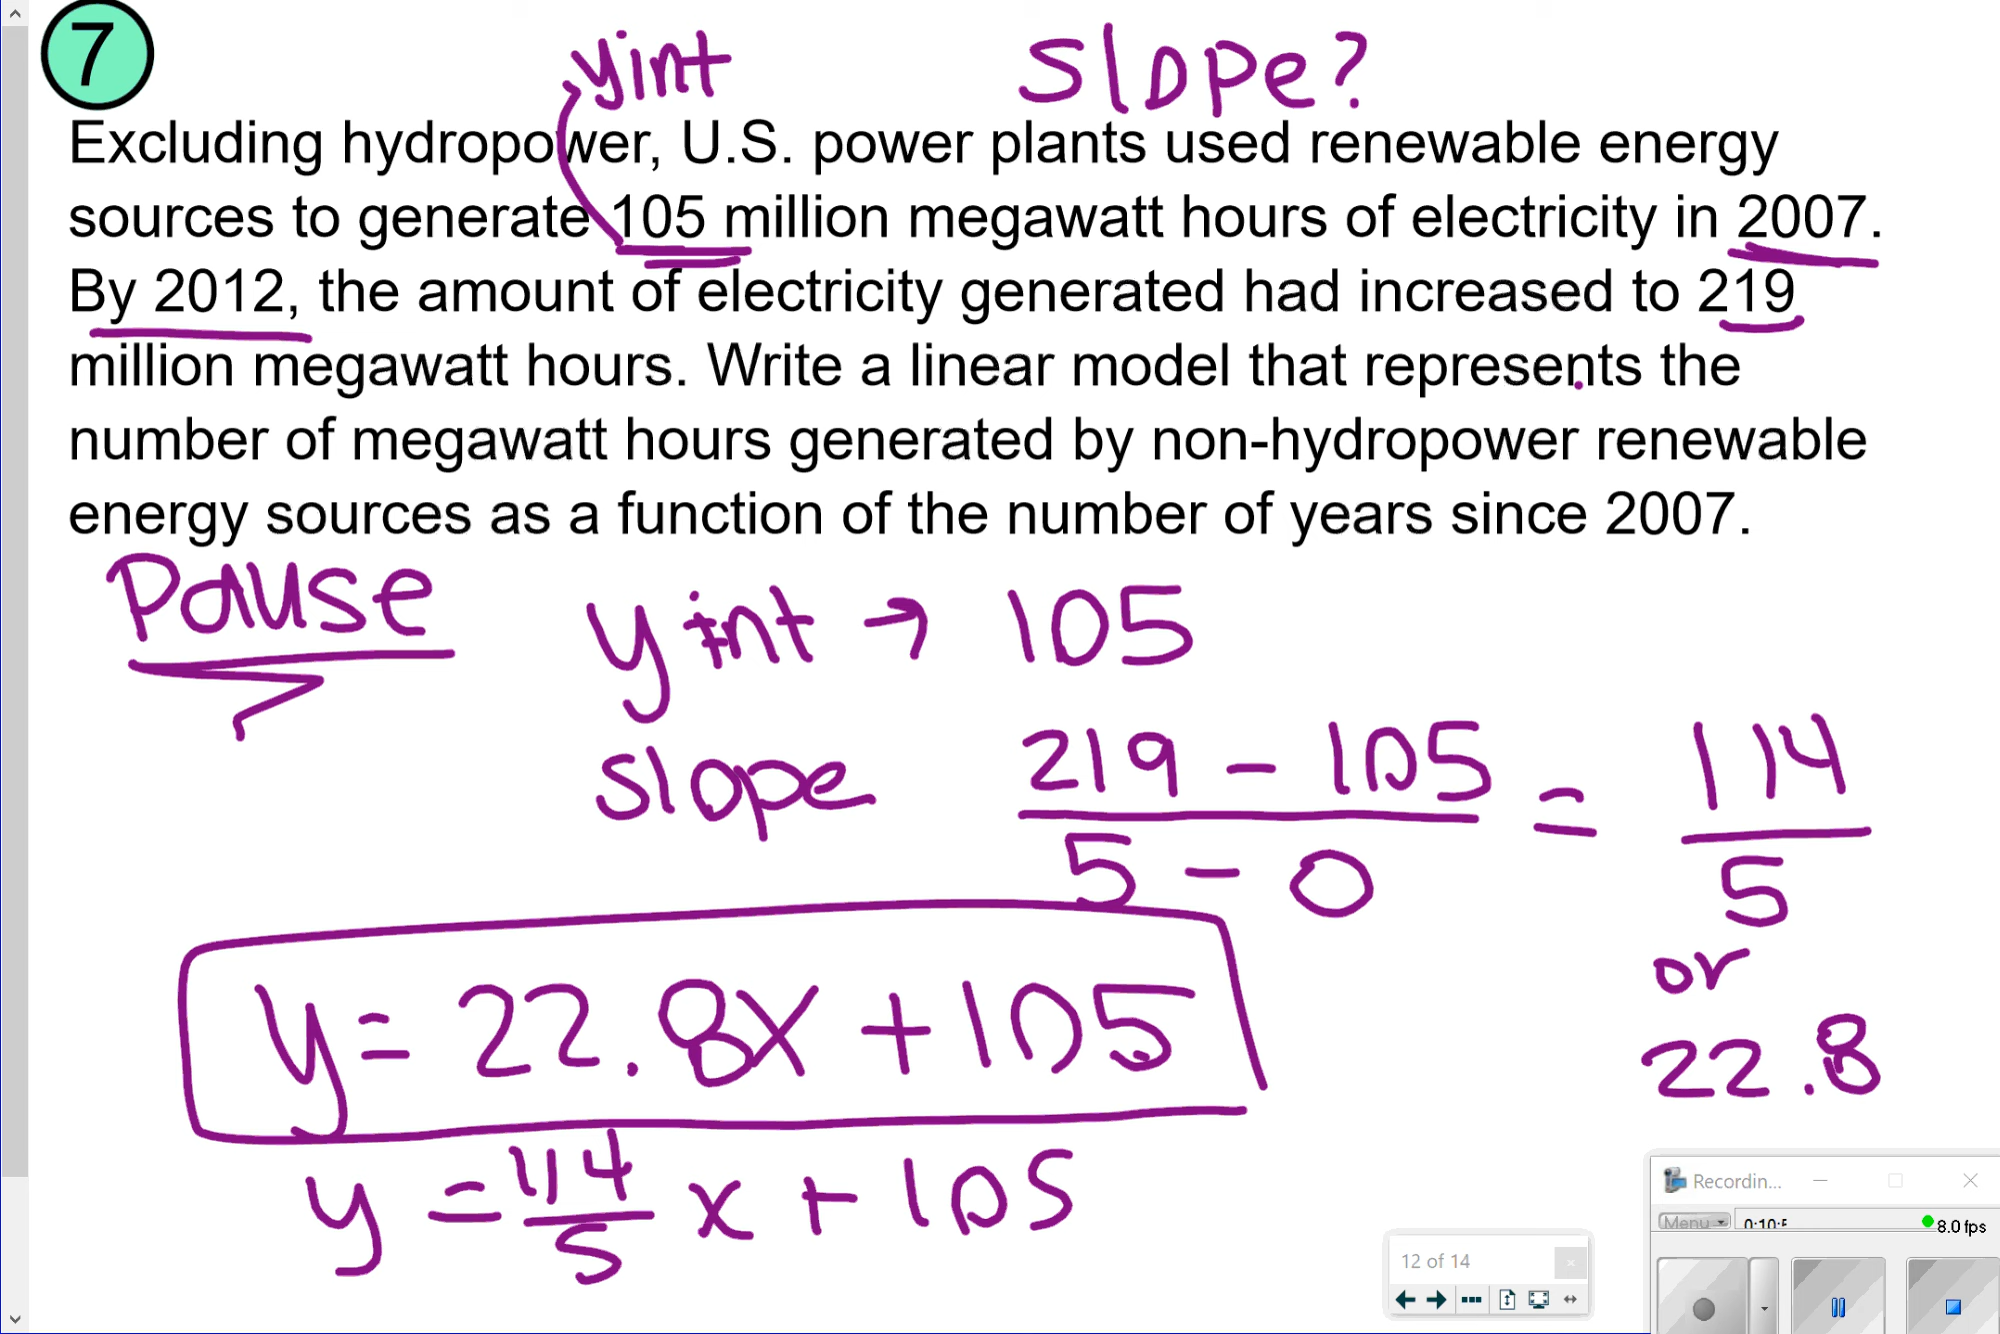 7
yint
slope?
Excluding hydropower, U.S. power plants used renewable energy
sources to generate 105 million megawatt hours of electricity in 2007.
By 2012, the amount of electricity generated had increased to 219
million megawatt hours. Write a linear model that represents the
number of megawatt hours generated by non-hydropower renewable
energy sources as a function of the number of years since 2007.
Pause
y int → 105
slope
219 - 105
5 - 0
=
114
5
or
22.8
y = 22.8x + 105
y = 114/5 x + 105
Recordin...
Menu
8.0 fps
12 of 14